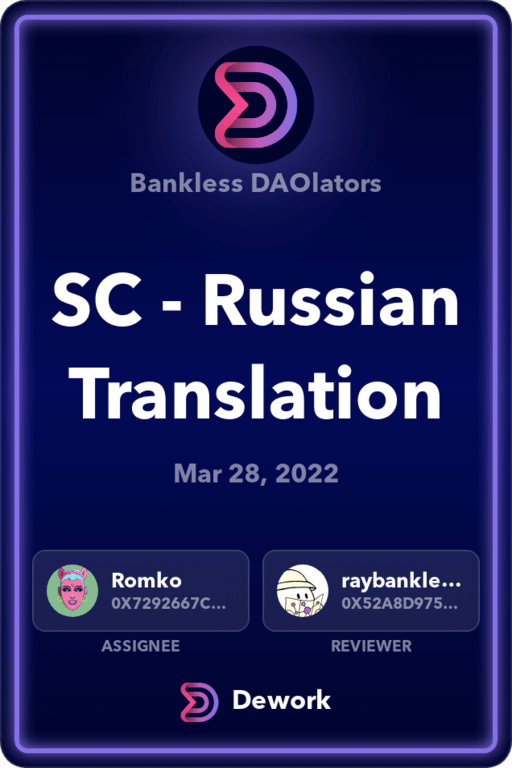 Bankless DAOlators
SC - Russian
Translation
Mar 28, 2022
Romko
0X7292667C...
raybankle...
0X52A8D975...
ASSIGNEE
REVIEWER
Dework